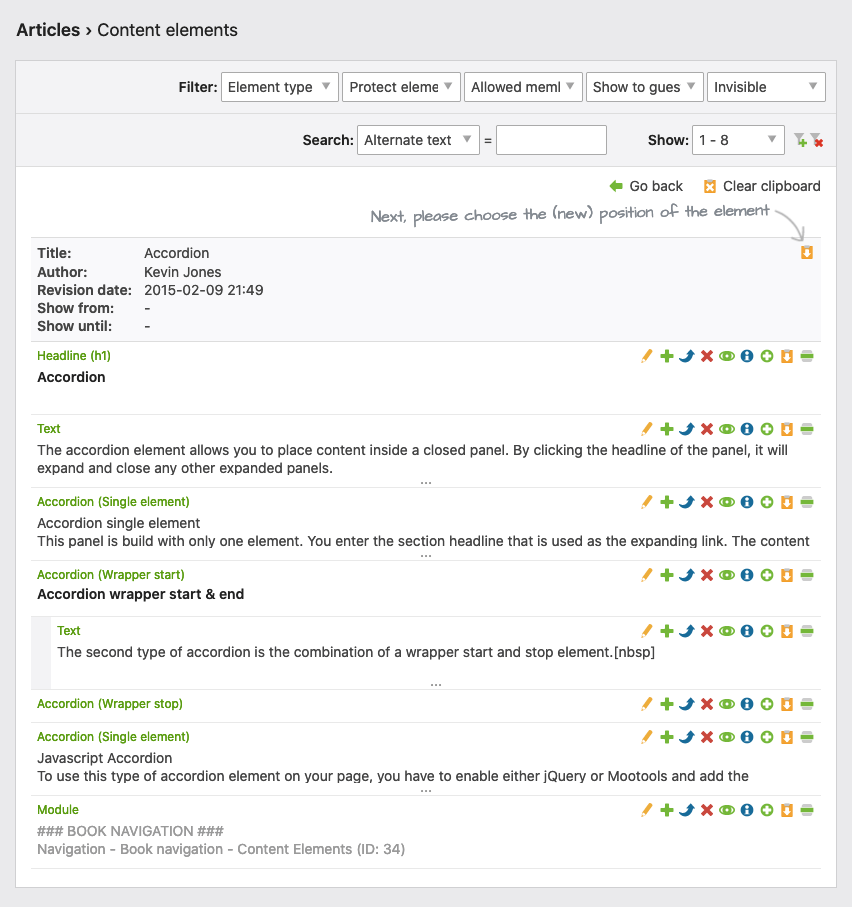 Articles › Content elements
Filter: Element type Protect eleme Allowed meml Show to gues Invisible
Search: Alternate text = Show: 1 - 8
Go back Clear clipboard
Next, please choose the (new) position of the element
Title: Accordion
Author: Kevin Jones
Revision date: 2015-02-09 21:49
Show from: -
Show until: -
Headline (h1)
Accordion
Text
The accordion element allows you to place content inside a closed panel. By clicking the headline of the panel, it will
expand and close any other expanded panels.
...
Accordion (Single element)
Accordion single element
This panel is build with only one element. You enter the section headline that is used as the expanding link. The content
...
Accordion (Wrapper start)
Accordion wrapper start & end
Text
The second type of accordion is the combination of a wrapper start and stop element.[nbsp]
...
Accordion (Wrapper stop)
Accordion (Single element)
Javascript Accordion
To use this type of accordion element on your page, you have to enable either jQuery or Mootools and add the
...
Module
### BOOK NAVIGATION ###
Navigation - Book navigation - Content Elements (ID: 34)